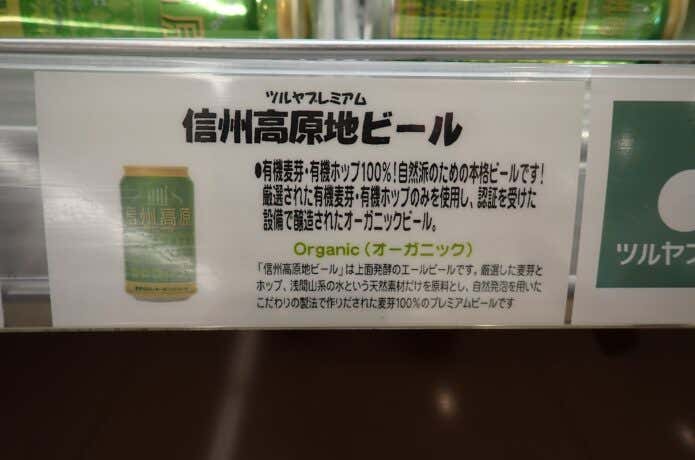 ツルヤプレミアム
信州高原地ビール
●有機麦芽・有機ホップ100%!自然派のための本格ビールです!
厳選された有機麦芽・有機ホップのみを使用し、認証を受けた
設備で醸造されたオーガニックビール。
Organic(オーガニック)
「信州高原地ビール」は上面発酵のエールビールです。厳選した麦芽と
ホップ、浅間山系の水という天然素材だけを原料とし、自然発泡を用いた
こだわりの製法で作りだされた麦芽100%のプレミアムビールです
信州高原
ツルヤプ